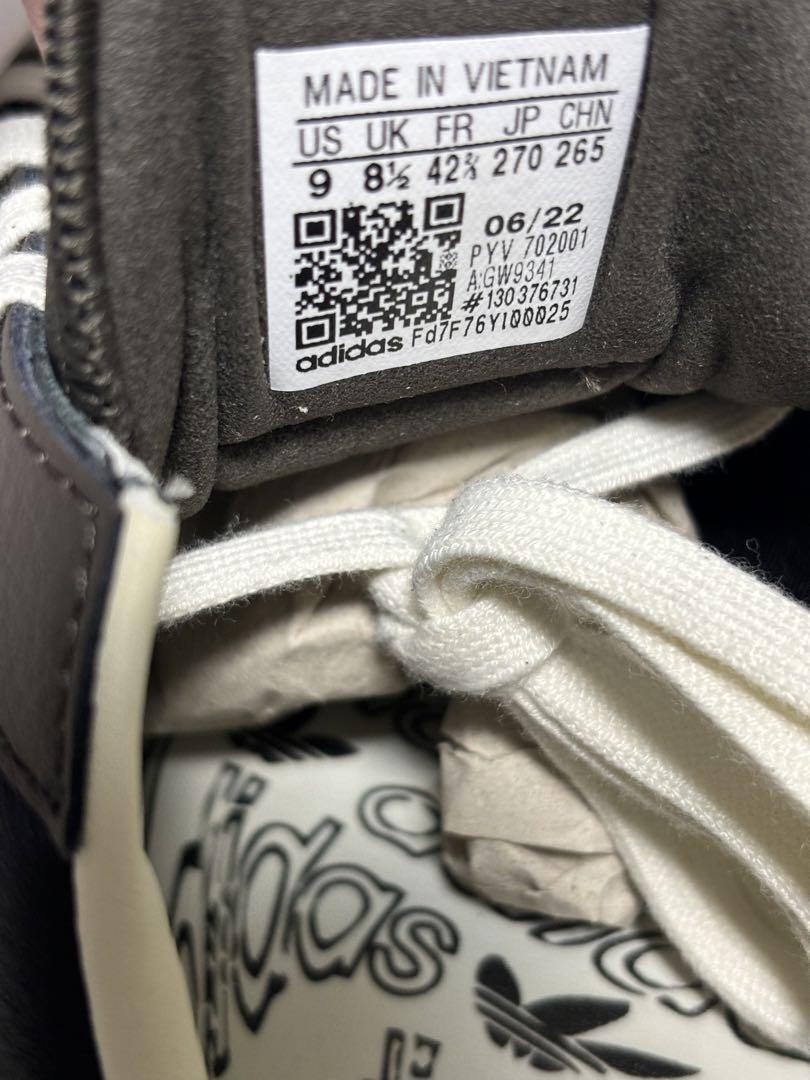 MADE IN VIETNAM
US UK FR JP CHN
9 8½ 42⅔ 270 265
06/22
PYV 702001
A:GW9341
#130376731
adidas Fd7F76Y100025
adidas